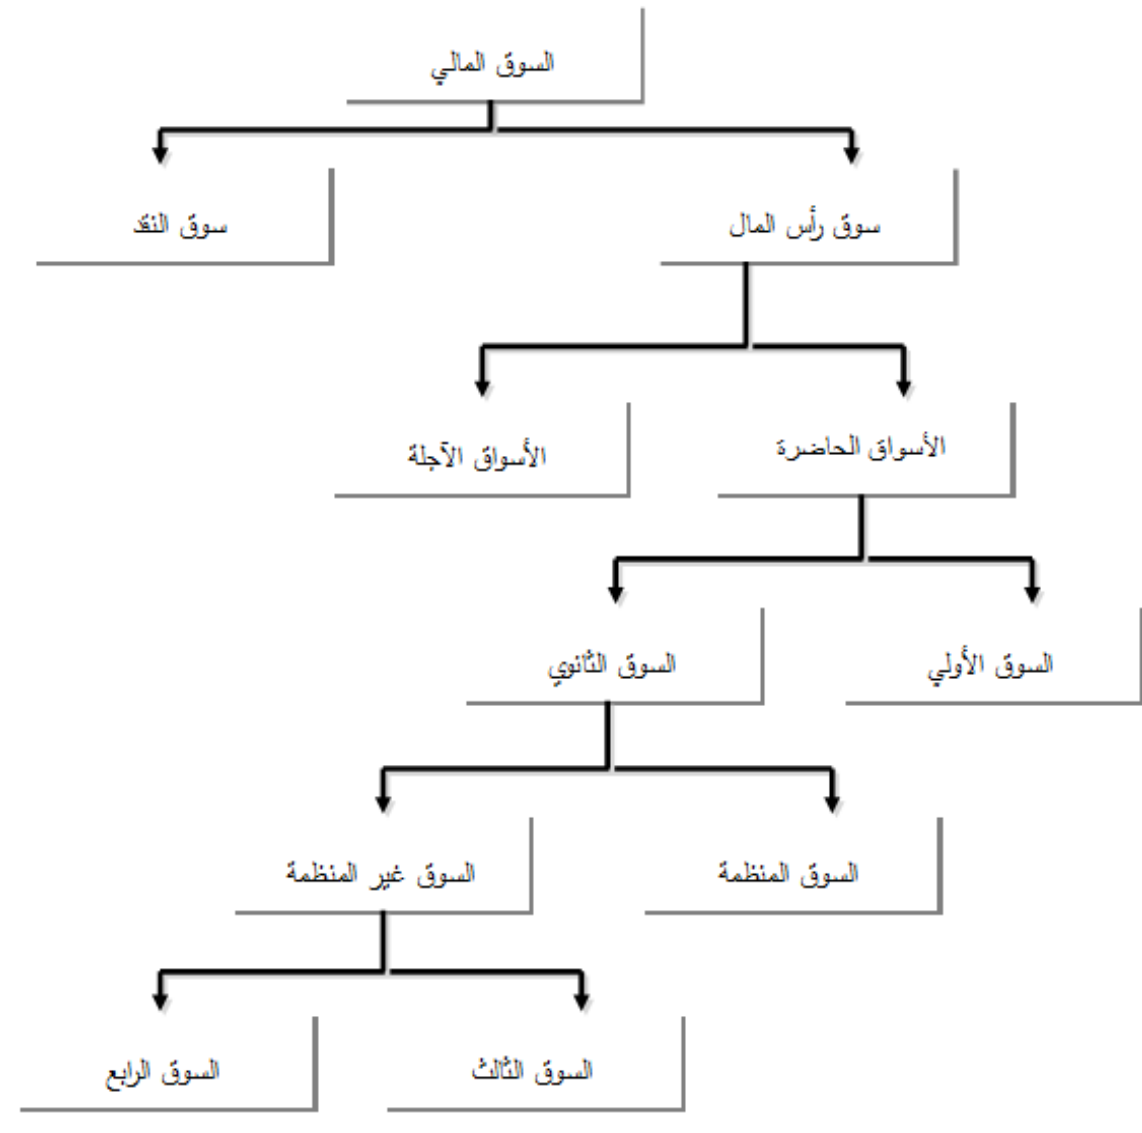 السوق المالي
سوق رأس المال
سوق النقد
الأسواق الحاضرة
الأسواق الآجلة
السوق الأولي
السوق الثانوي
السوق المنظمة
السوق غير المنظمة
السوق الثالث
السوق الرابع